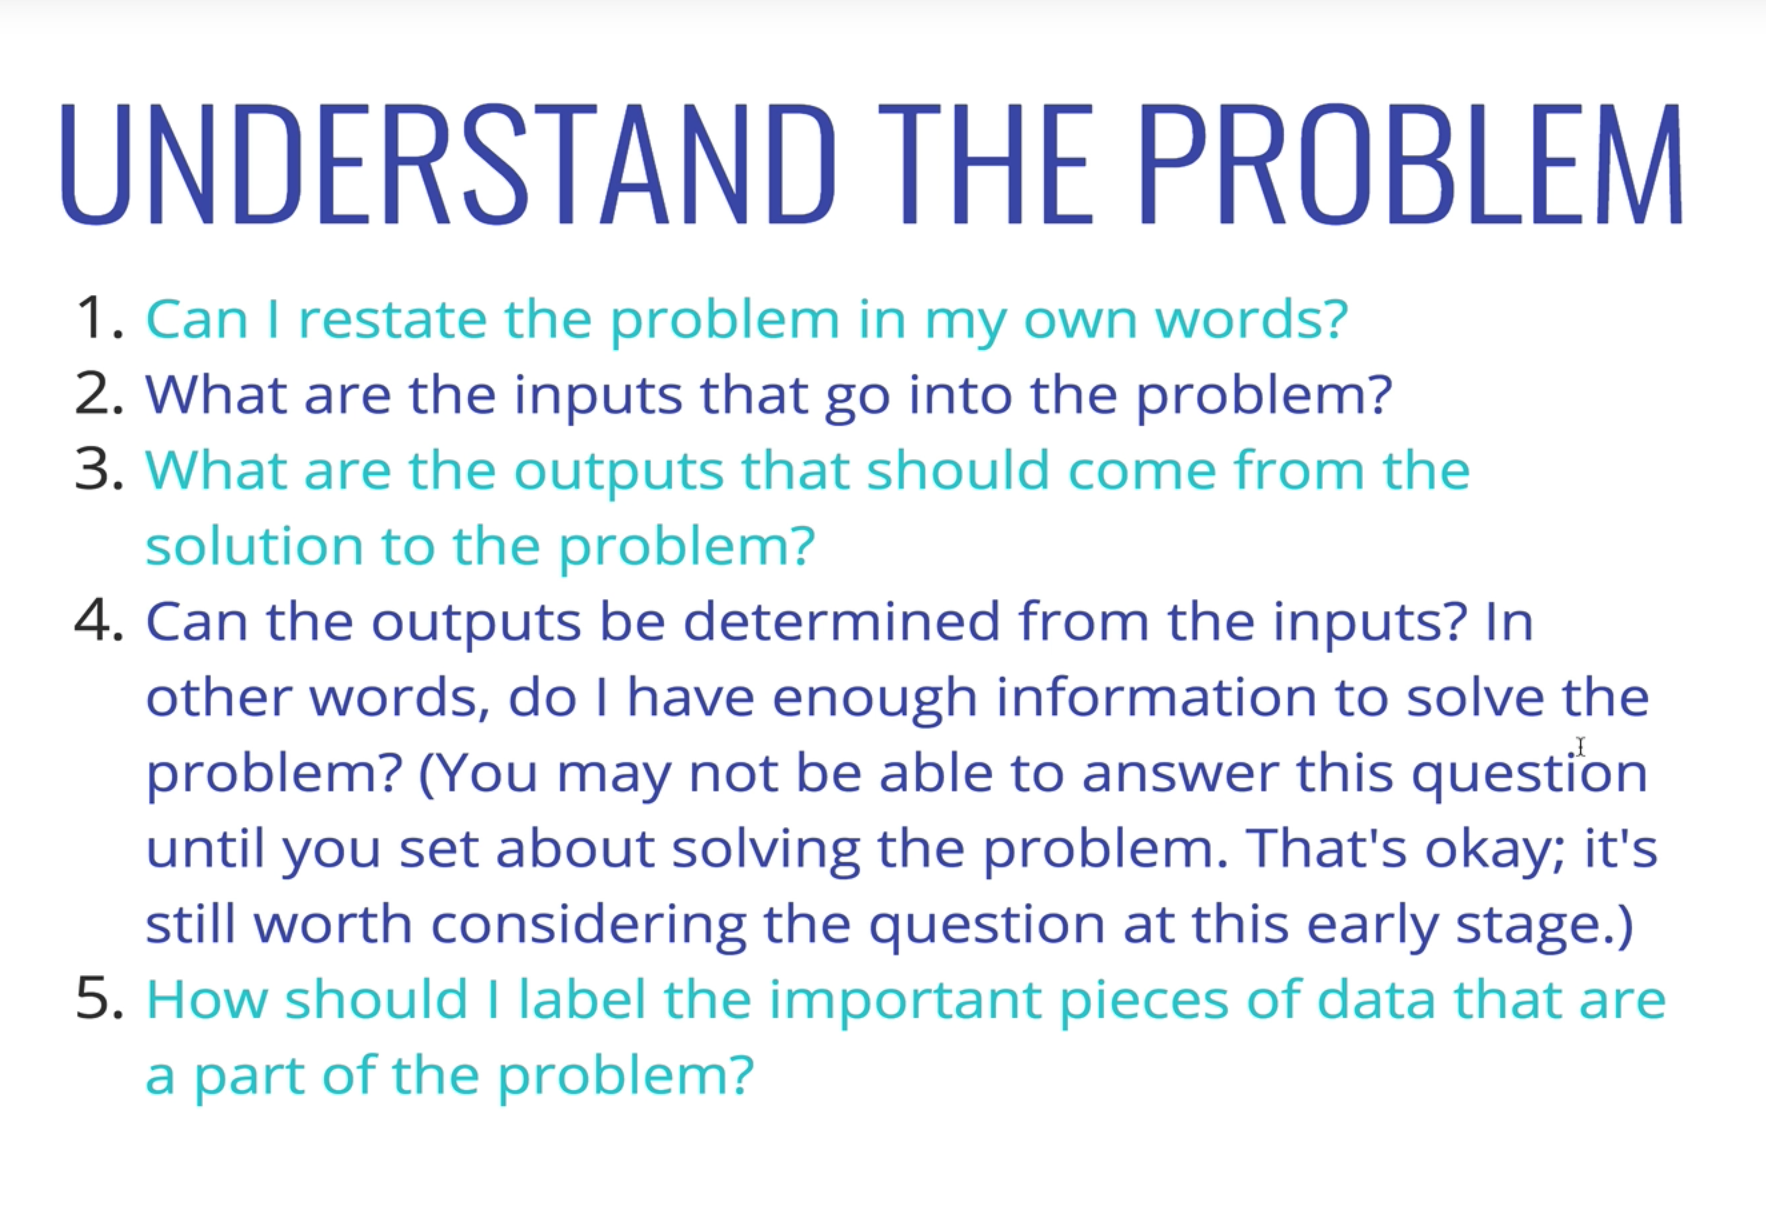 UNDERSTAND THE PROBLEM
1. Can I restate the problem in my own words?
2. What are the inputs that go into the problem?
3. What are the outputs that should come from the
solution to the problem?
4. Can the outputs be determined from the inputs? In
other words, do I have enough information to solve the
problem? (You may not be able to answer this question
until you set about solving the problem. That's okay; it's
still worth considering the question at this early stage.)
5. How should I label the important pieces of data that are
a part of the problem?